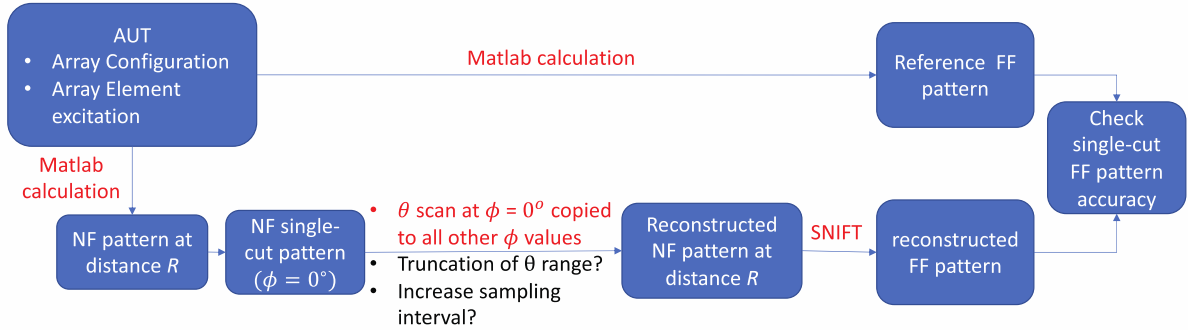 AUT
• Array Configuration
• Array Element
excitation
Matlab calculation
Reference FF
pattern
Check
single-cut
FF pattern
accuracy
Matlab
calculation
NF pattern at
distance R
NF single-
cut pattern
(ϕ = 0°)
• θ scan at ϕ = 0ᵒ copied
to all other ϕ values
• Truncation of θ range?
• Increase sampling
interval?
Reconstructed
NF pattern at
distance R
SNIFT
reconstructed
FF pattern